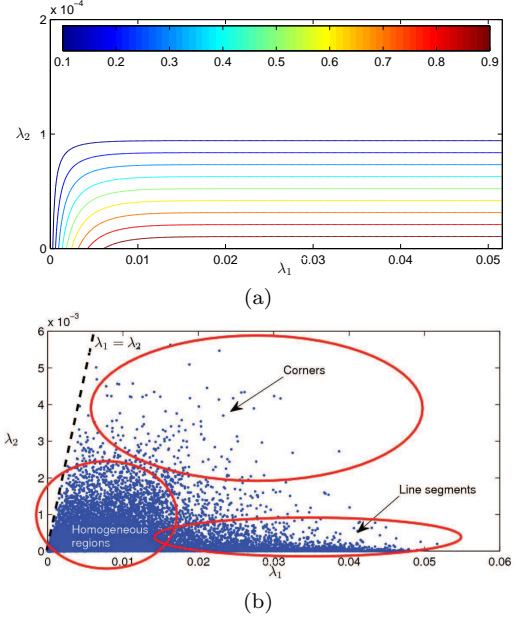 x 10⁻⁴
2
0.1 0.2 0.3 0.4 0.5 0.6 0.7 0.8 0.9
λ₂ 1
0
0 0.01 0.02 0.03 0.04 0.05
λ₁
(a)
x 10⁻³
6
λ₁ = λ₂
5
Corners
4
3
λ₂
2
Line segments
1
Homogeneous
regions
0
0 0.01 0.02 0.03 0.04 0.05 0.06
λ₁
(b)